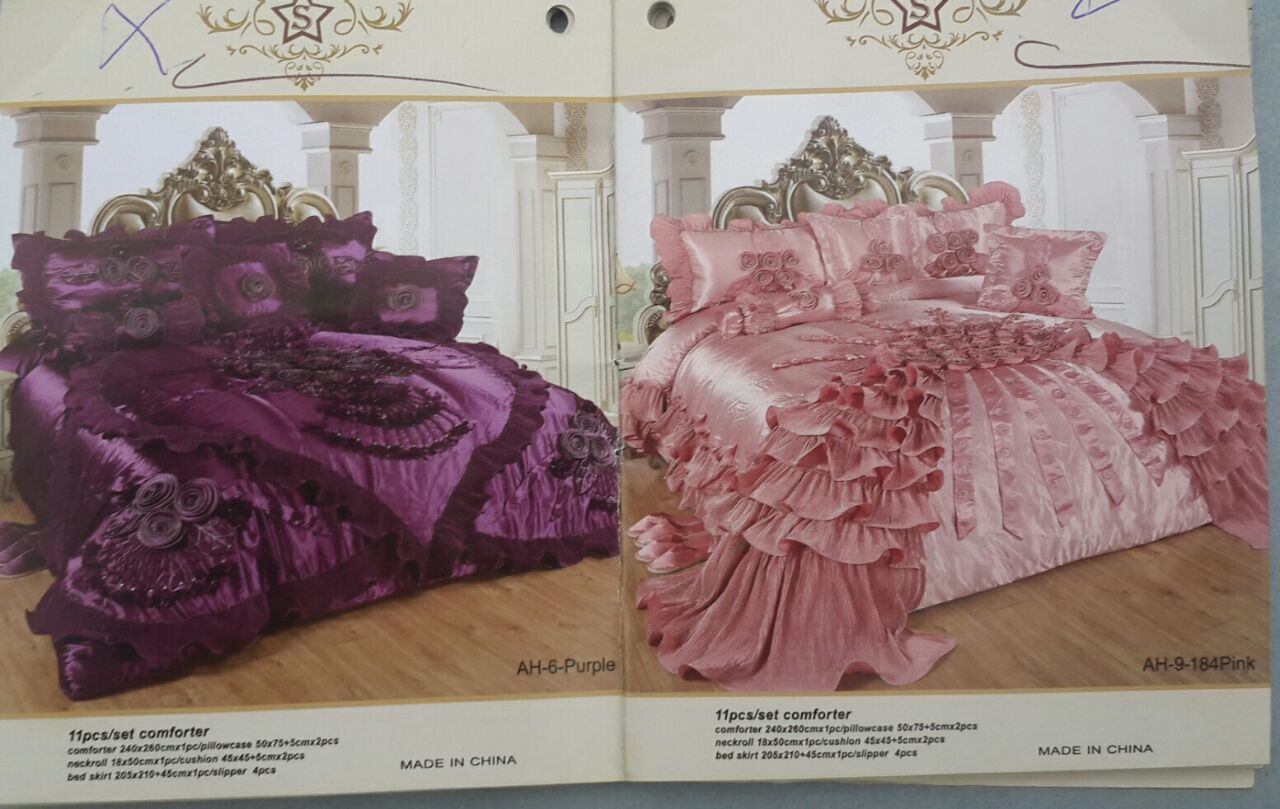 S
AH-6-Purple
11pcs/set comforter
comforter 240x260cmx1pc/pillowcase 50x75+5cmx2pcs
neckroll 18x50cmx1pc/cushion 45x45+5cmx2pcs
bed skirt 205x210+45cmx1pc/slipper 4pcs
MADE IN CHINA
S
AH-9-184Pink
11pcs/set comforter
comforter 240x260cmx1pc/pillowcase 50x75+5cmx2pcs
neckroll 18x50cmx1pc/cushion 45x45+5cmx2pcs
bed skirt 205x210+45cmx1pc/slipper 4pcs
MADE IN CHINA